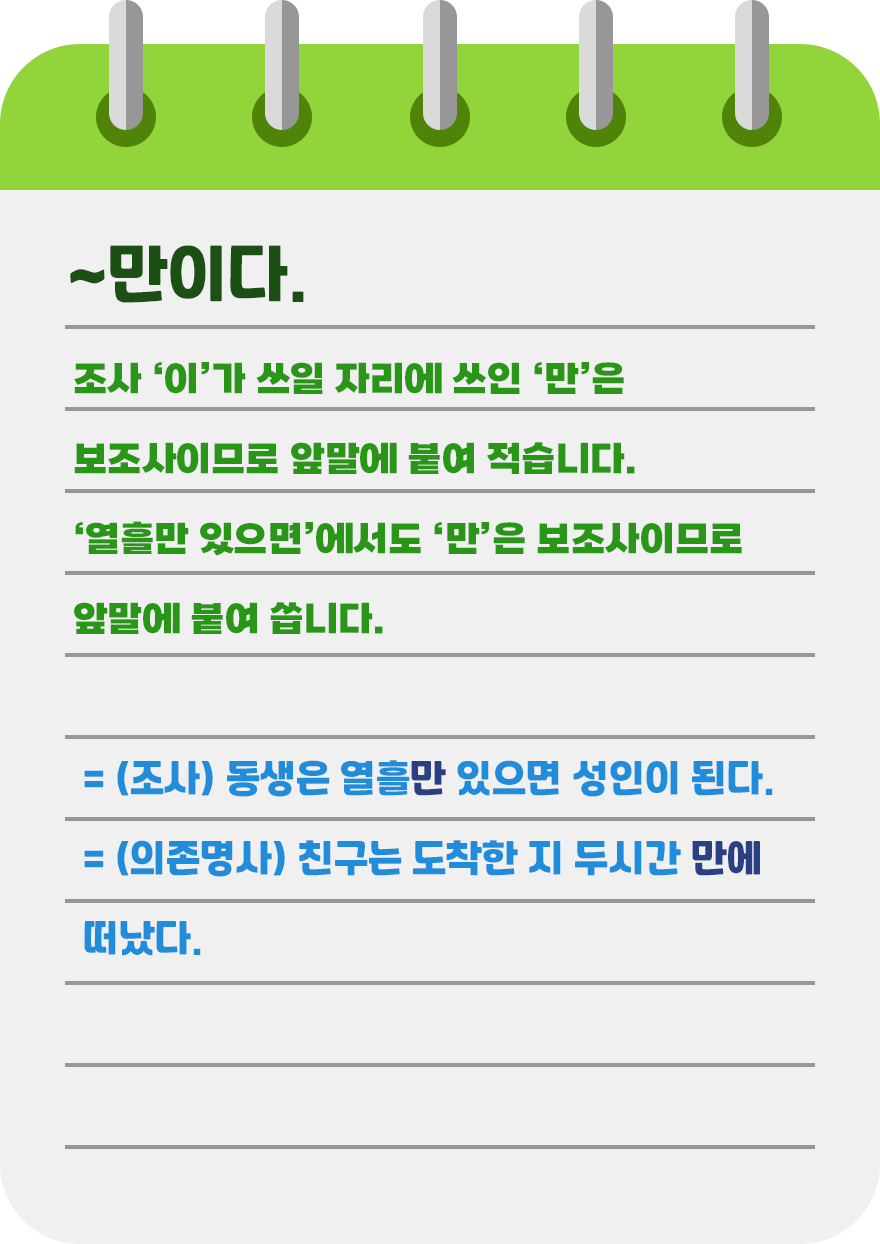 ~만이다.
조사 ‘이’가 쓰일 자리에 쓰인 ‘만’은
보조사이므로 앞말에 붙여 적습니다.
‘열흘만 있으면’에서도 ‘만’은 보조사이므로
앞말에 붙여 씁니다.
= (조사) 동생은 열흘만 있으면 성인이 된다.
= (의존명사) 친구는 도착한 지 두시간 만에
떠났다.